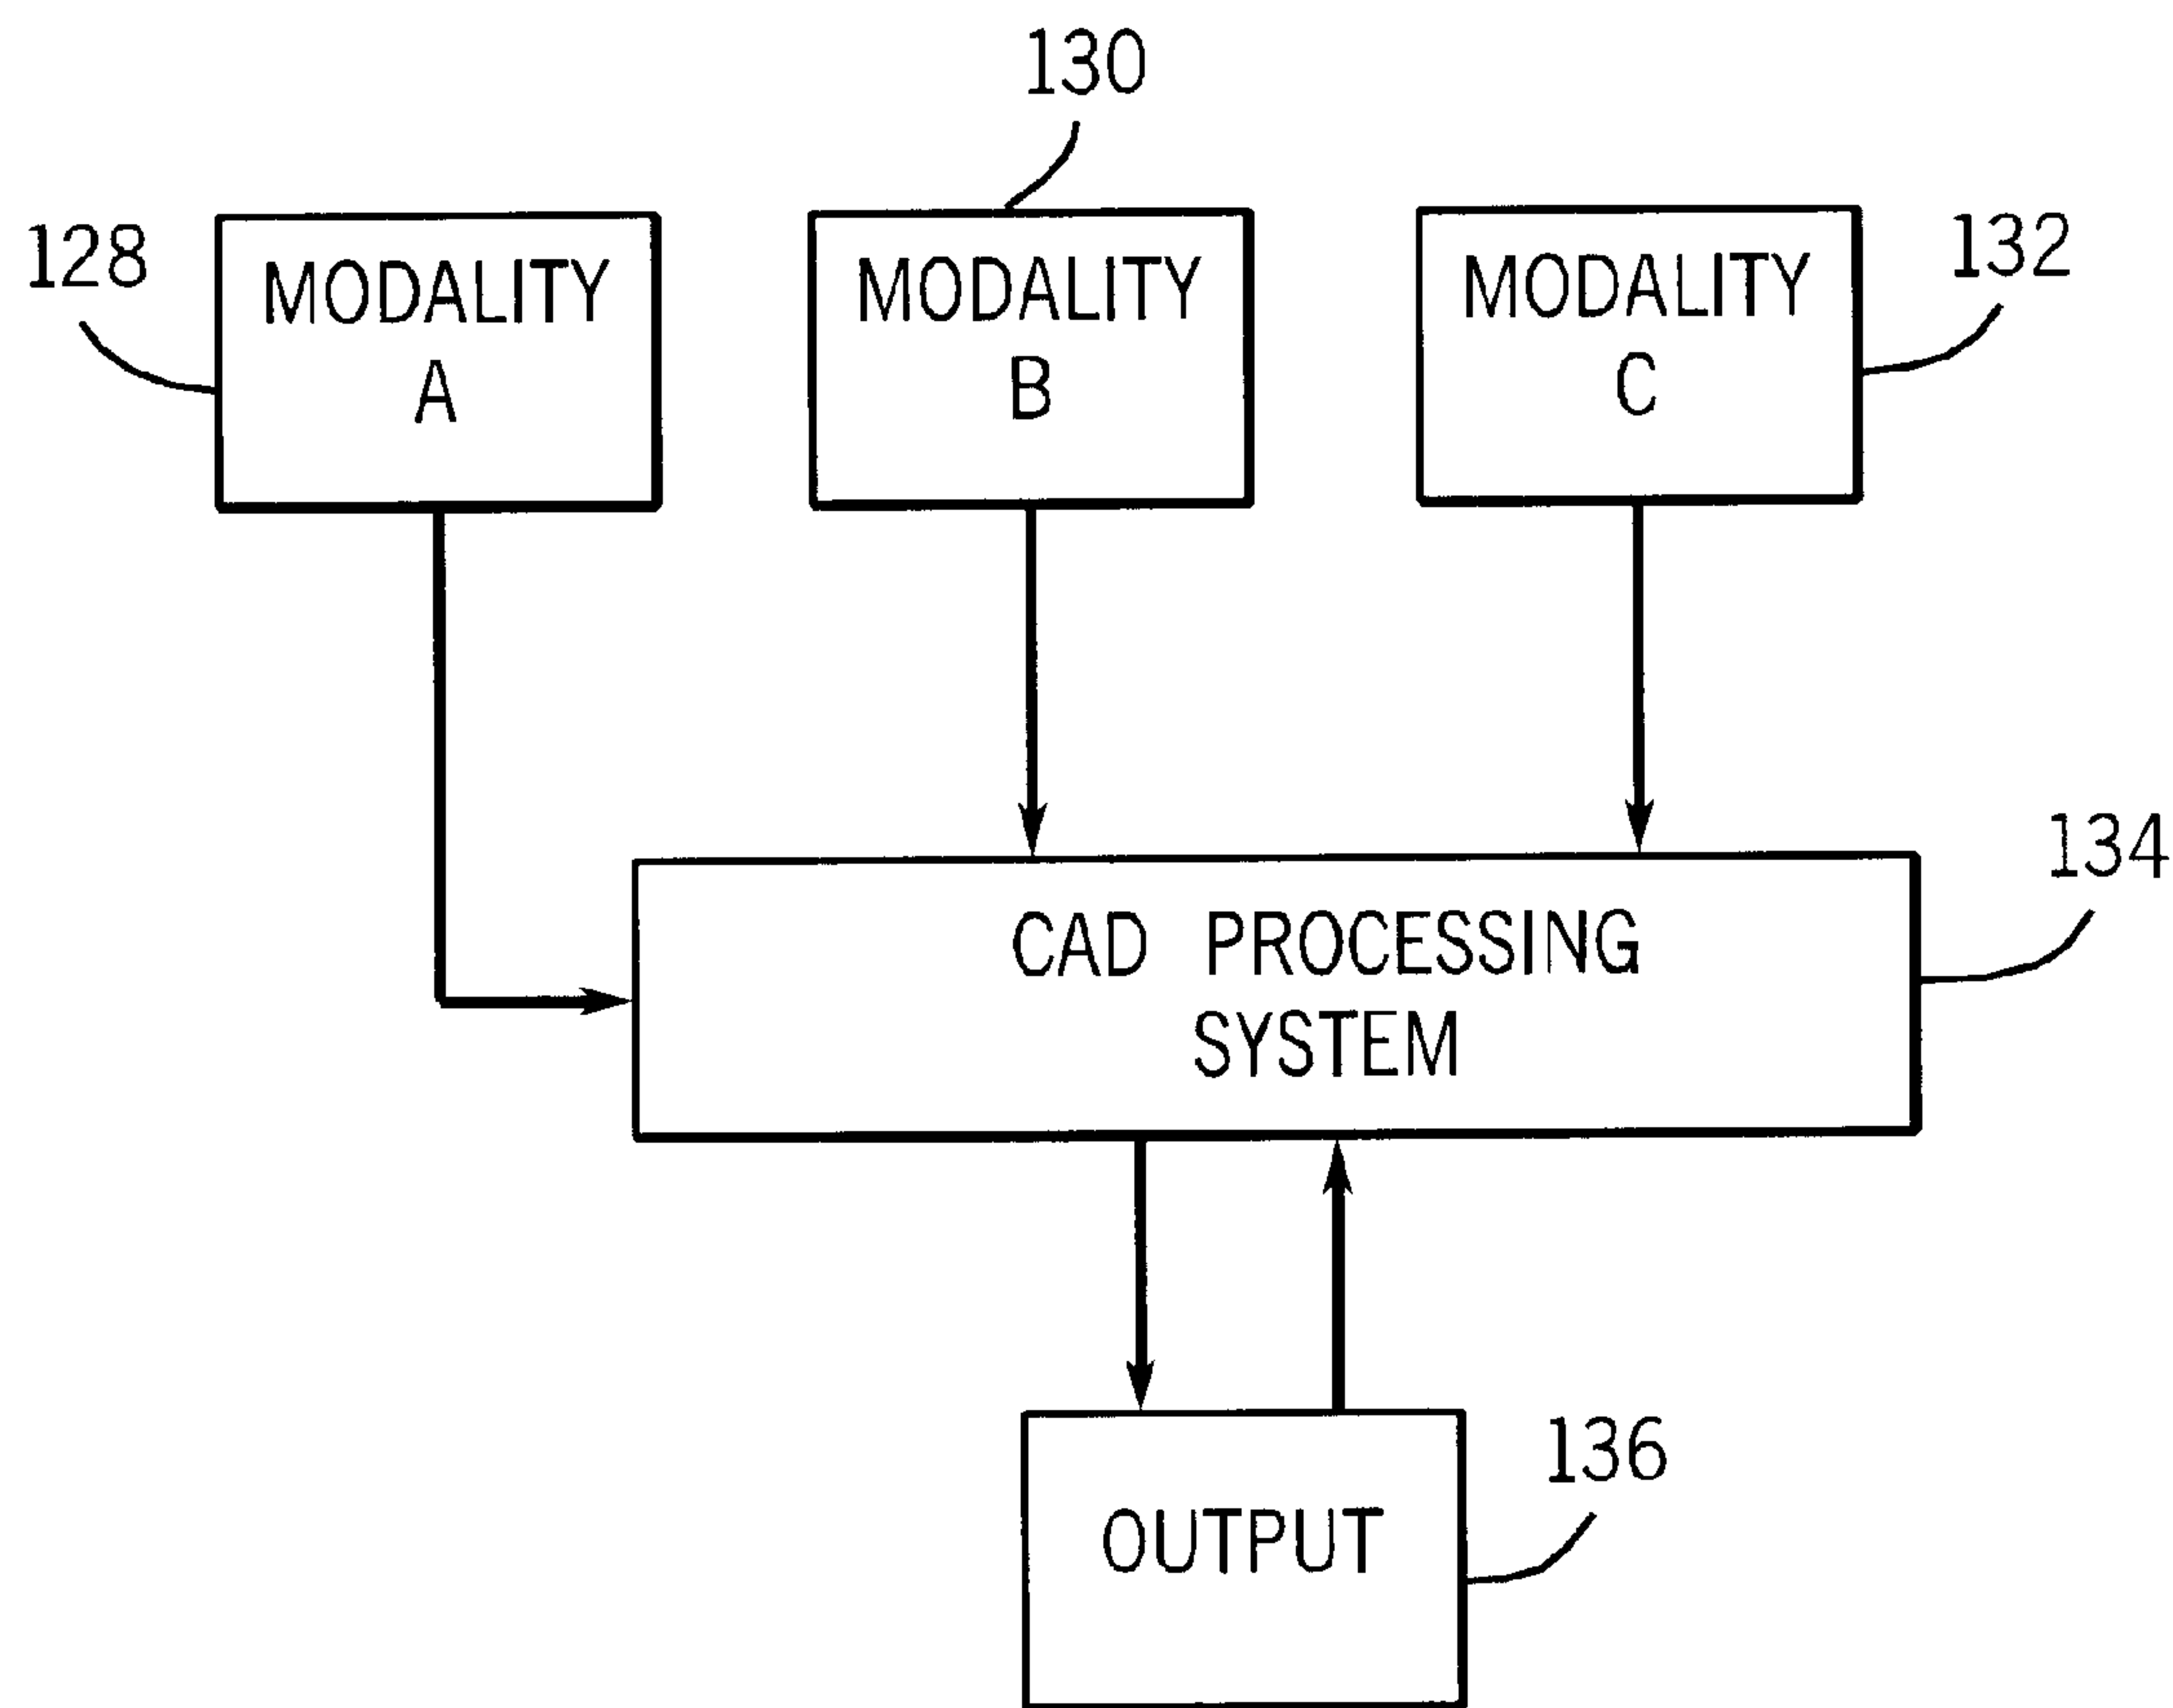 130
128
132
MODALITY
A
MODALITY
B
MODALITY
C
134
CAD PROCESSING
SYSTEM
136
OUTPUT